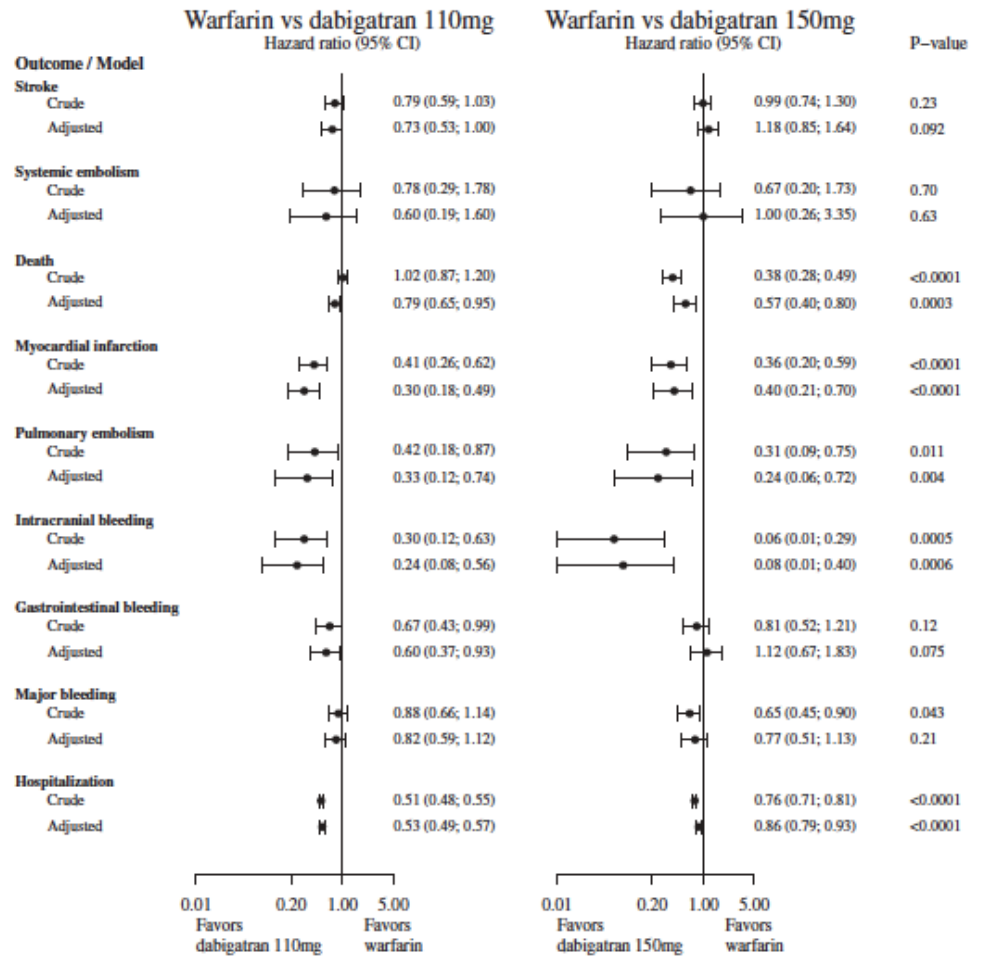 Warfarin vs dabigatran 110mg Warfarin vs dabigatran 150mg
Hazard ratio (95% CI) Hazard ratio (95% CI) P−value
Outcome / Model
Stroke
Crude 0.79 (0.59; 1.03) 0.99 (0.74; 1.30) 0.23
Adjusted 0.73 (0.53; 1.00) 1.18 (0.85; 1.64) 0.092
Systemic embolism
Crude 0.78 (0.29; 1.78) 0.67 (0.20; 1.73) 0.70
Adjusted 0.60 (0.19; 1.60) 1.00 (0.26; 3.35) 0.63
Death
Crude 1.02 (0.87; 1.20) 0.38 (0.28; 0.49) <0.0001
Adjusted 0.79 (0.65; 0.95) 0.57 (0.40; 0.80) 0.0003
Myocardial infarction
Crude 0.41 (0.26; 0.62) 0.36 (0.20; 0.59) <0.0001
Adjusted 0.30 (0.18; 0.49) 0.40 (0.21; 0.70) <0.0001
Pulmonary embolism
Crude 0.42 (0.18; 0.87) 0.31 (0.09; 0.75) 0.011
Adjusted 0.33 (0.12; 0.74) 0.24 (0.06; 0.72) 0.004
Intracranial bleeding
Crude 0.30 (0.12; 0.63) 0.06 (0.01; 0.29) 0.0005
Adjusted 0.24 (0.08; 0.56) 0.08 (0.01; 0.40) 0.0006
Gastrointestinal bleeding
Crude 0.67 (0.43; 0.99) 0.81 (0.52; 1.21) 0.12
Adjusted 0.60 (0.37; 0.93) 1.12 (0.67; 1.83) 0.075
Major bleeding
Crude 0.88 (0.66; 1.14) 0.65 (0.45; 0.90) 0.043
Adjusted 0.82 (0.59; 1.12) 0.77 (0.51; 1.13) 0.21
Hospitalization
Crude 0.51 (0.48; 0.55) 0.76 (0.71; 0.81) <0.0001
Adjusted 0.53 (0.49; 0.57) 0.86 (0.79; 0.93) <0.0001
0.01 0.20 1.00 5.00 0.01 0.20 1.00 5.00
Favors Favors Favors Favors
dabigatran 110mg warfarin dabigatran 150mg warfarin